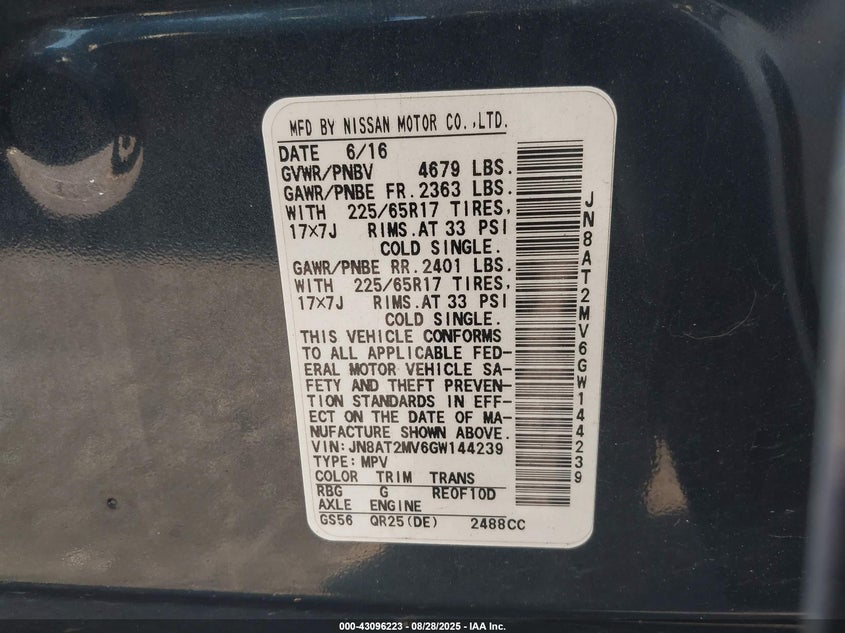 MFD BY NISSAN MOTOR CO.,LTD.
DATE 6/16
GVWR/PNBV 4679 LBS.
GAWR/PNBE FR. 2363 LBS.
WITH 225/65R17 TIRES,
17×7J RIMS.AT 33 PSI
COLD SINGLE.
GAWR/PNBE RR. 2401 LBS.
WITH 225/65R17 TIRES,
17×7J RIMS.AT 33 PSI
COLD SINGLE.
THIS VEHICLE CONFORMS
TO ALL APPLICABLE FED-
ERAL MOTOR VEHICLE SA-
FETY AND THEFT PREVEN-
TION STANDARDS IN EFF-
ECT ON THE DATE OF MA-
NUFACTURE SHOWN ABOVE.
VIN:JN8AT2MV6GW144239
TYPE:MPV
COLOR TRIM TRANS
RBG G RE0F10D
AXLE ENGINE
GS56 QR25(DE) 2488CC
JN8AT2MV6GW144239
000-43096223 - 08/28/2025 - IAA Inc.